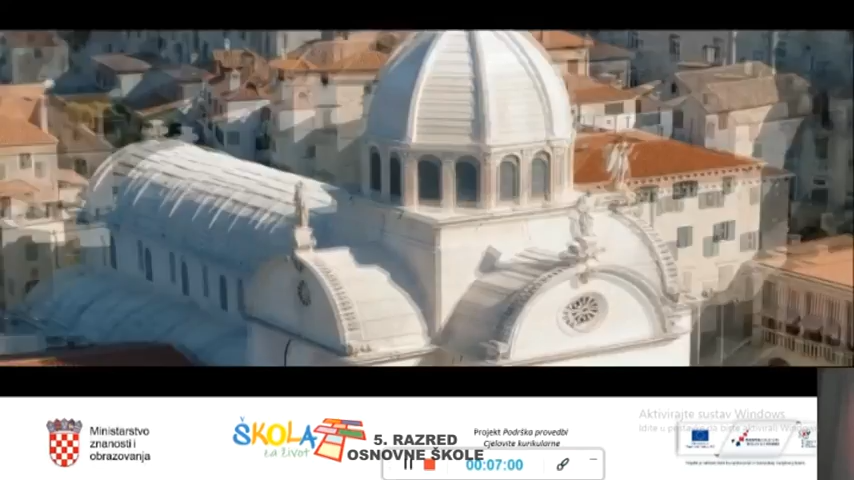 Aktivirajte sustav Windows
Ministarstvo
znanosti i
obrazovanja
ŠKOLA
za život
5. RAZRED
OSNOVNE ŠKOLE
Projekt Podrška provedbi
Cjelovite kurikularne
00:07:00